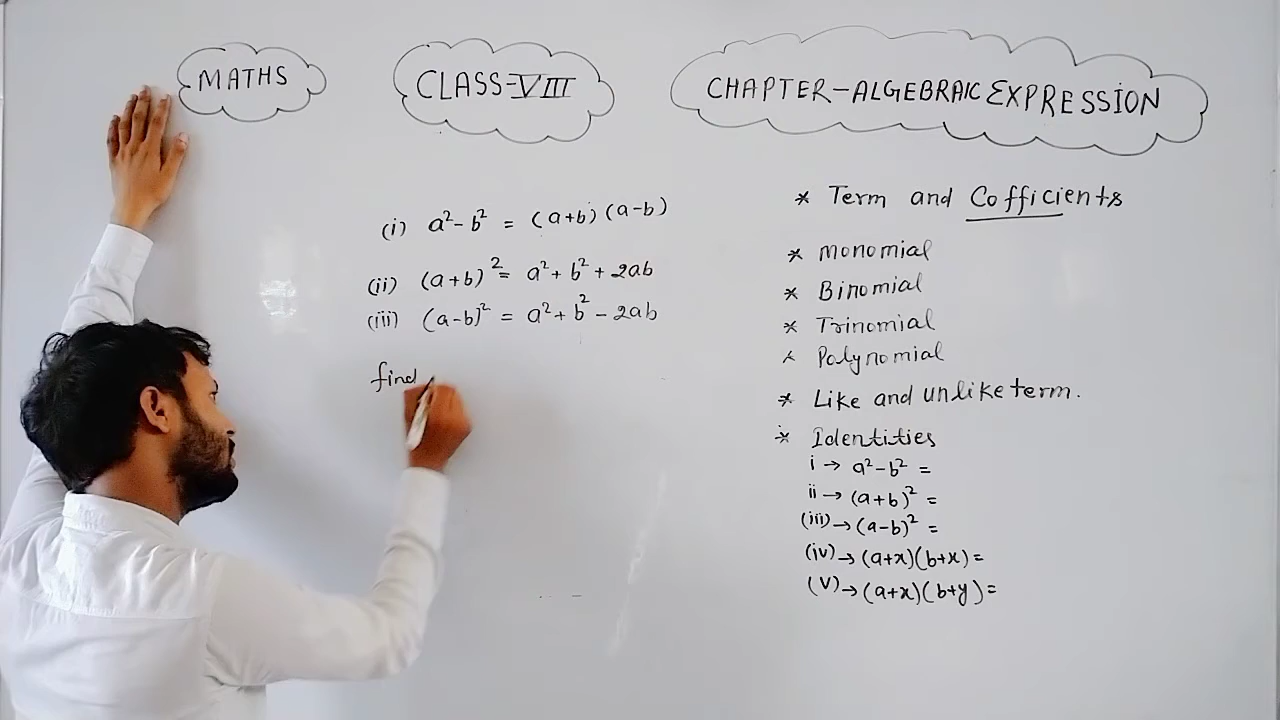 MATHS
CLASS-VIII
CHAPTER-ALGEBRAIC EXPRESSION
(i) a²-b² = (a+b) (a-b)
(ii) (a+b)² = a²+b²+2ab
(iii) (a-b)² = a²+b²-2ab
find
* Term and Cofficients
* Monomial
* Binomial
* Trinomial
* Polynomial
* Like and unlike term.
* Identities
i → a²-b² =
ii → (a+b)² =
(iii) → (a-b)² =
(iv) → (a+x)(b+x)=
(V) → (a+x)(b+y)=